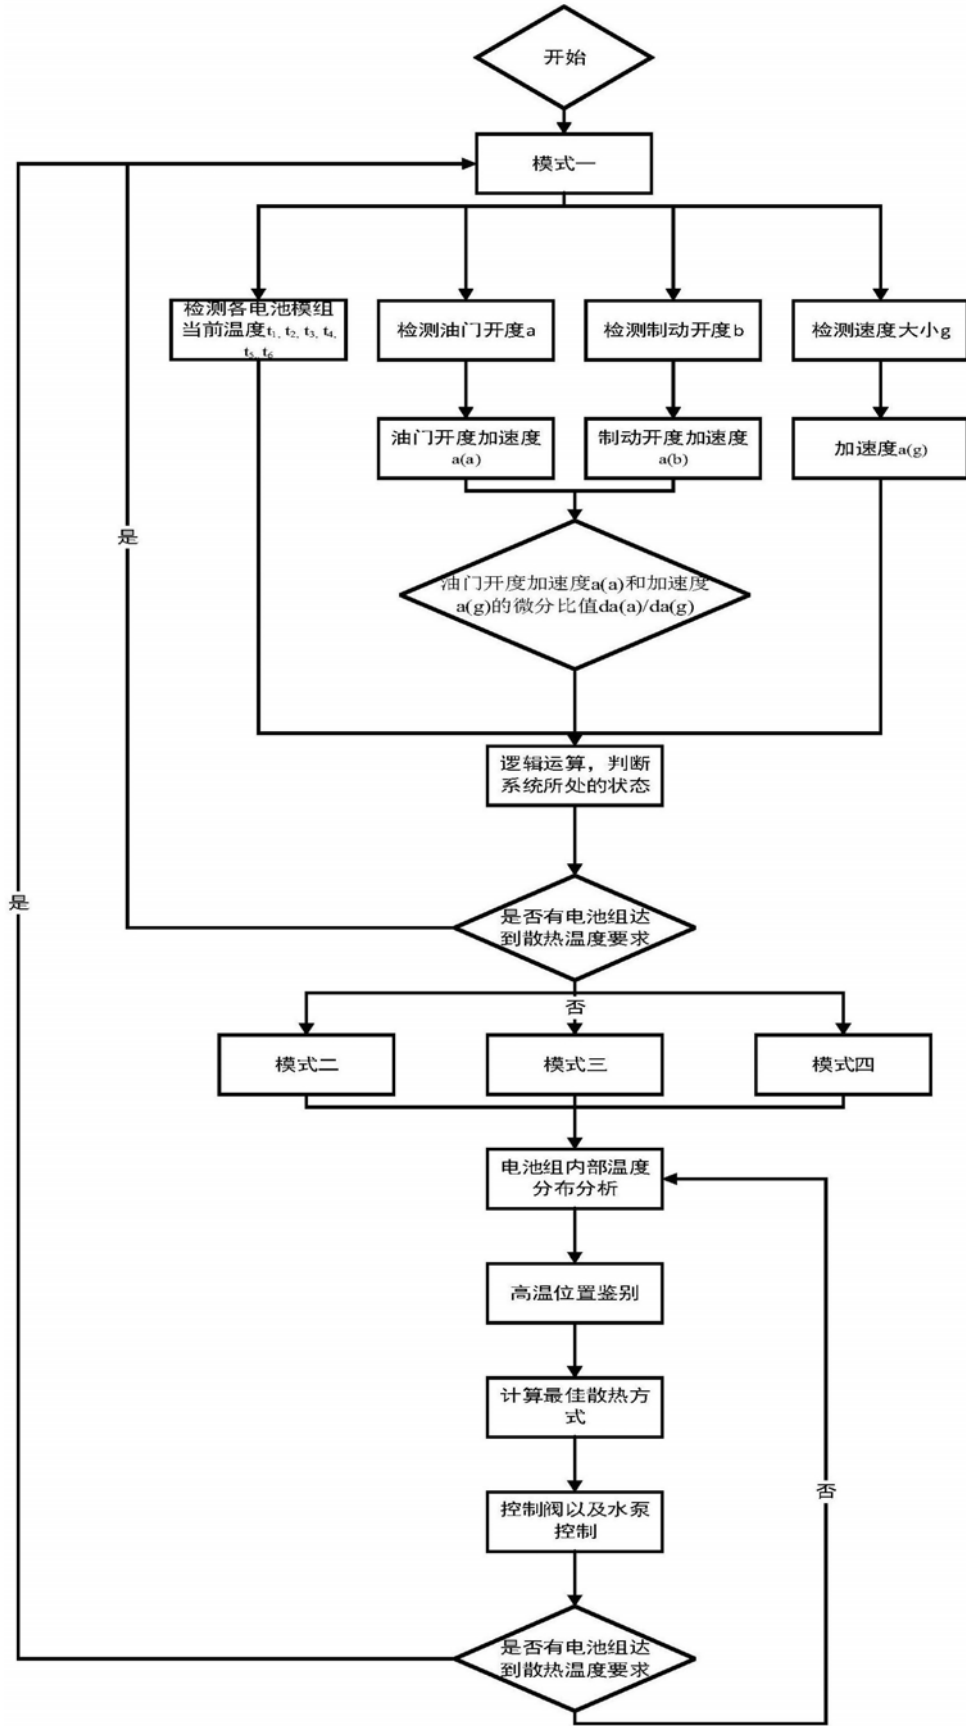 开始
模式一
检测各电池模组
当前温度t₁, t₂, t₃, t₄,
t₅, t₆
检测油门开度a
检测制动开度b
检测速度大小g
油门开度加速度
a(a)
制动开度加速度
a(b)
加速度a(g)
是
油门开度加速度a(a)和加速度
a(g)的微分比值da(a)/da(g)
逻辑运算，判断
系统所处的状态
是
是否有电池组达
到散热温度要求
否
模式二
模式三
模式四
电池组内部温度
分布分析
高温位置鉴别
计算最佳散热方
式
控制阀以及水泵
控制
否
是否有电池组达
到散热温度要求